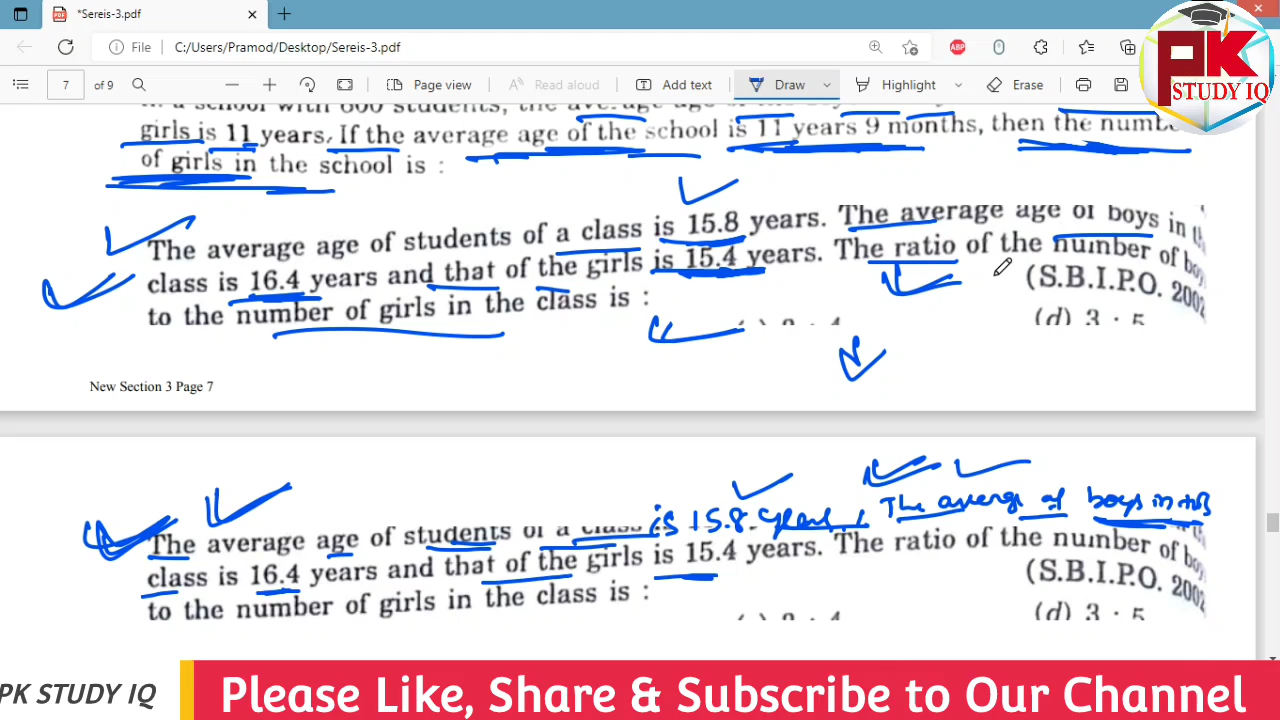 *Sereis-3.pdf
File C:/Users/Pramod/Desktop/Sereis-3.pdf
7 of 9 Page view Read aloud Add text Draw Highlight Erase
PK
STUDY IQ
In a school with 600 students, the average age of
girls is 11 years. If the average age of the school is 11 years 9 months, then the number
of girls in the school is :
The average age of students of a class is 15.8 years. The average age of boys in
class is 16.4 years and that of the girls is 15.4 years. The ratio of the number of
to the number of girls in the class is :
(S.B.I.P.O. 2002
(d) 3 : 5
New Section 3 Page 7
The average age of students of a class is 15.8 years. The average of boys in
class is 16.4 years and that of the girls is 15.4 years. The ratio of the number of
to the number of girls in the class is :
(S.B.I.P.O. 2002
(d) 3 : 5
PK STUDY IQ
Please Like, Share & Subscribe to Our Channel